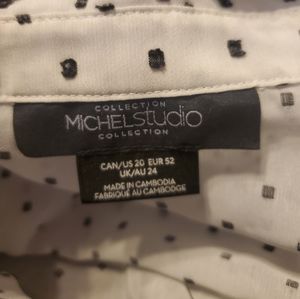 COLLECTION
MICHELstudio
COLLECTION
CAN/US 20 EUR 52
UK/AU 24
MADE IN CAMBODIA
FABRIQUÉ AU CAMBODGE